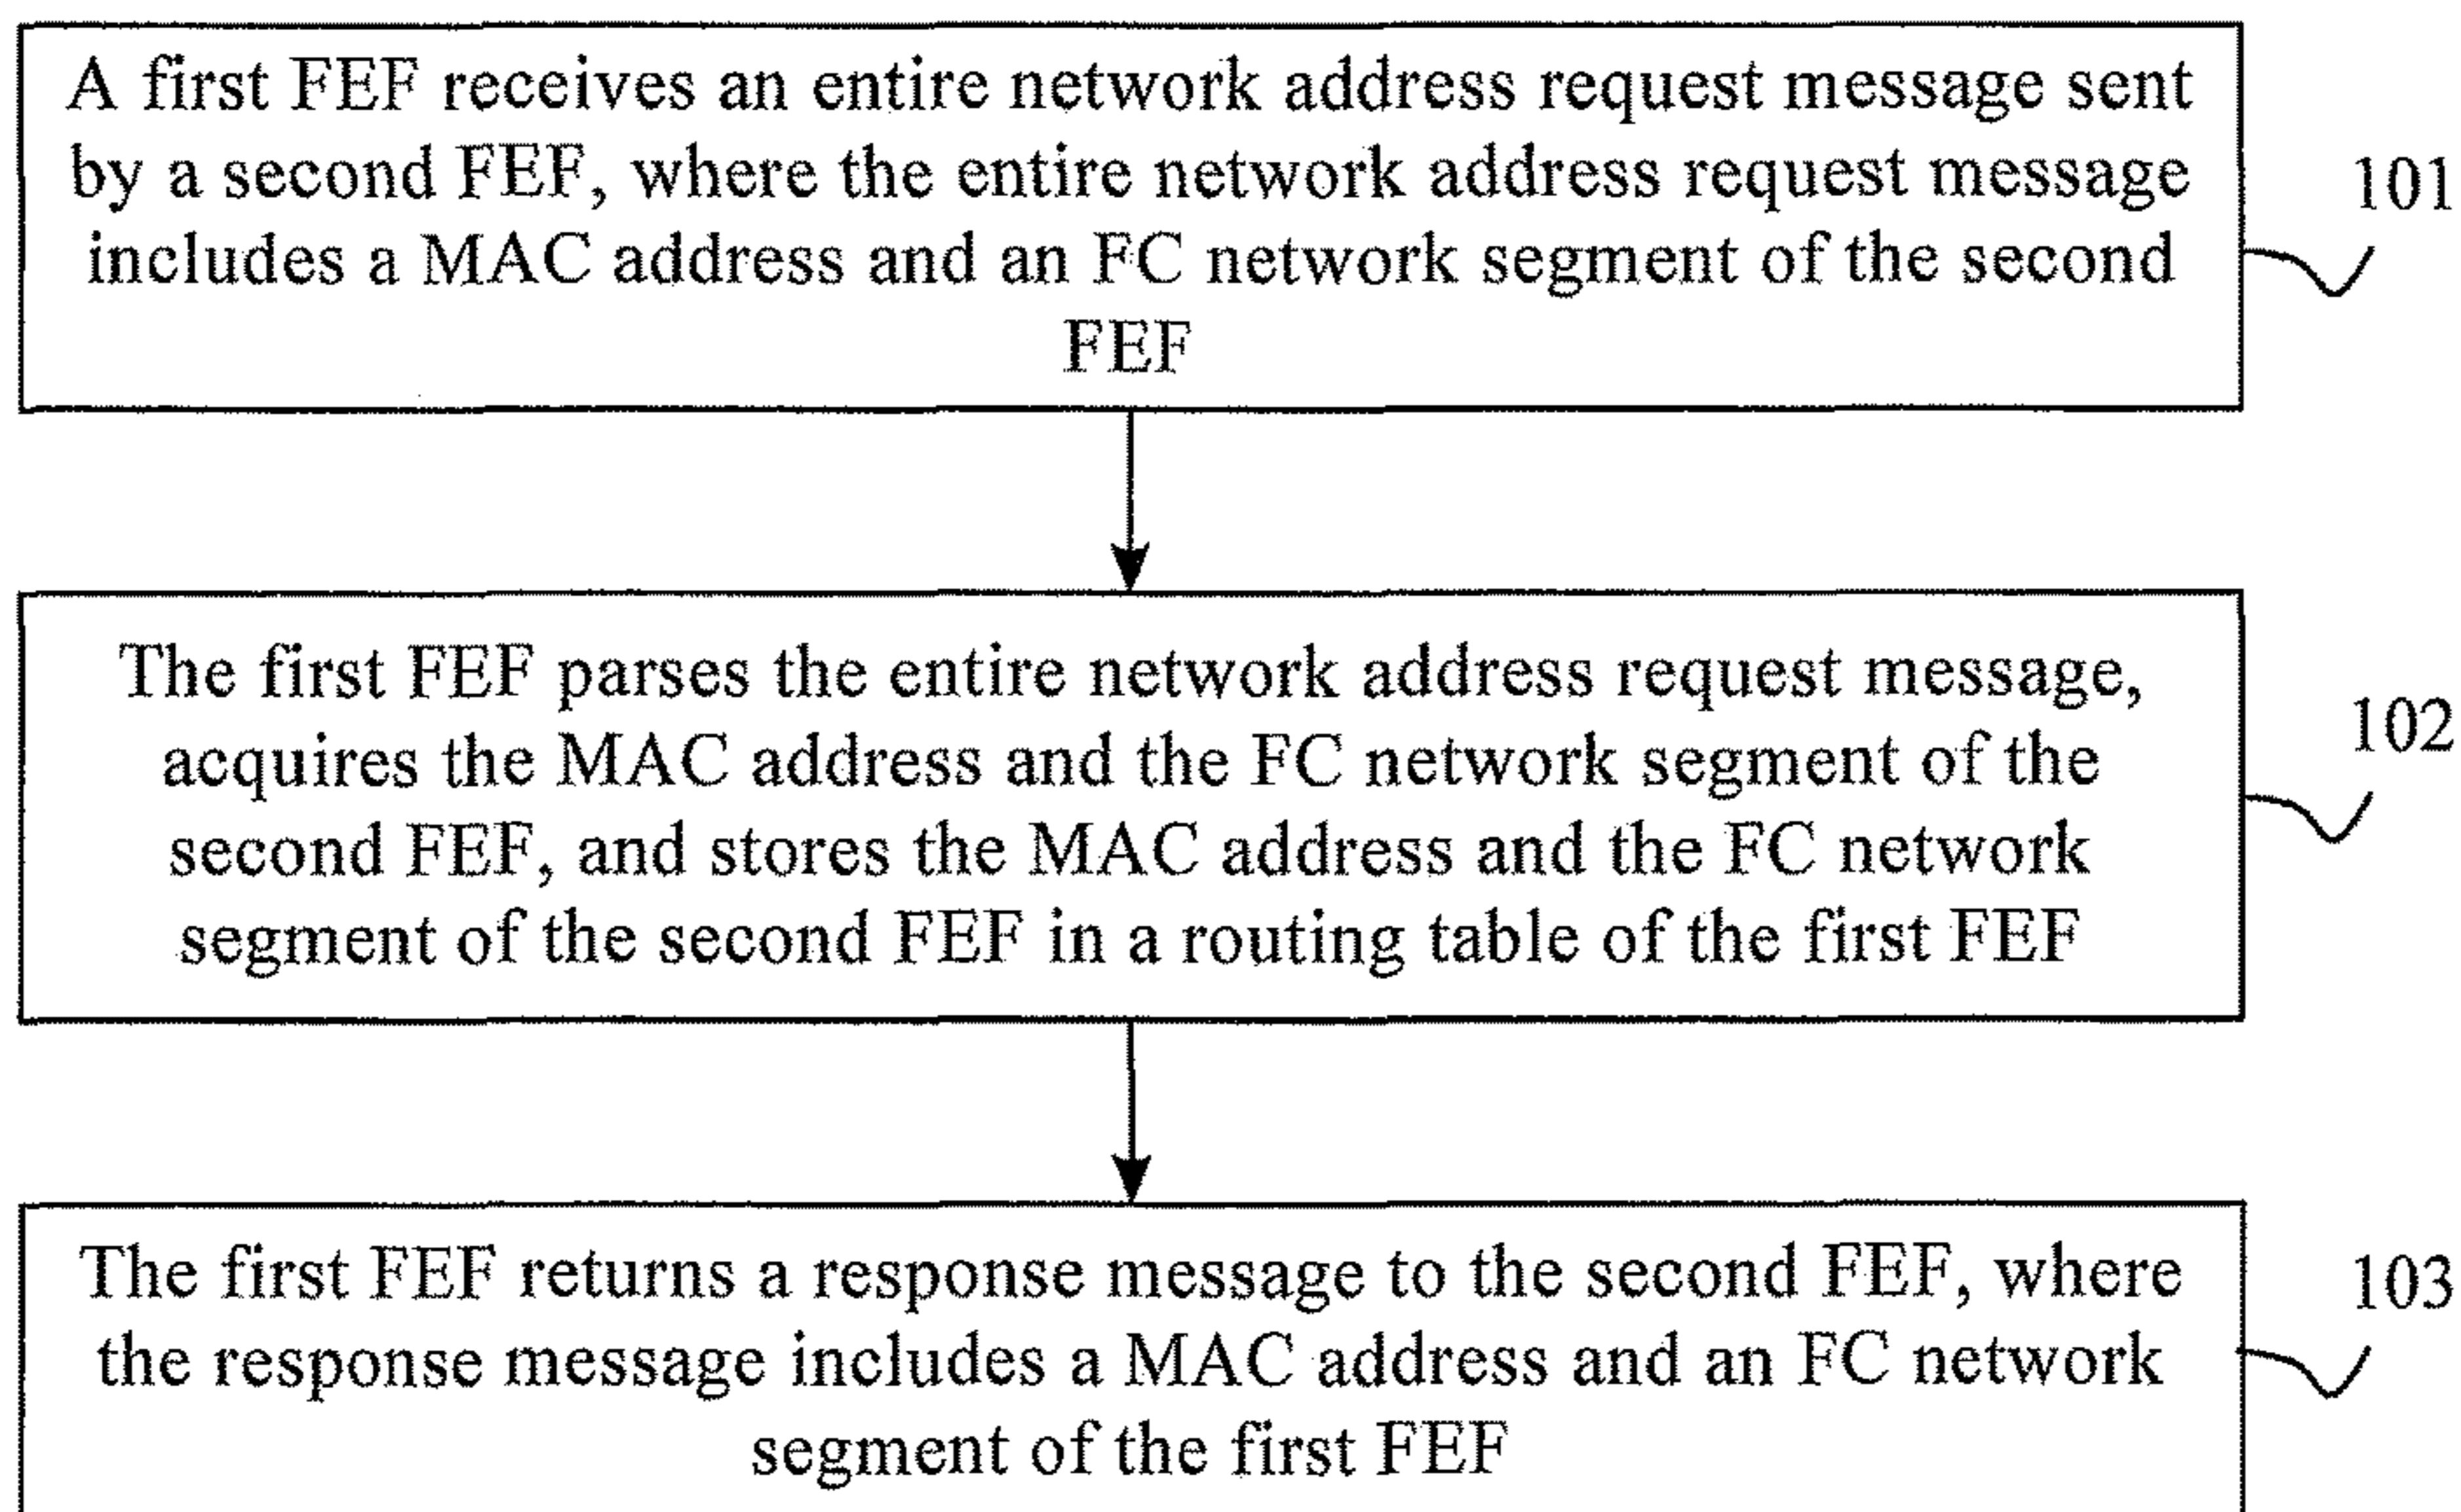 A first FEF receives an entire network address request message sent
by a second FEF, where the entire network address request message
includes a MAC address and an FC network segment of the second
FEF
101
The first FEF parses the entire network address request message,
acquires the MAC address and the FC network segment of the
second FEF, and stores the MAC address and the FC network
segment of the second FEF in a routing table of the first FEF
102
The first FEF returns a response message to the second FEF, where
the response message includes a MAC address and an FC network
segment of the first FEF
103